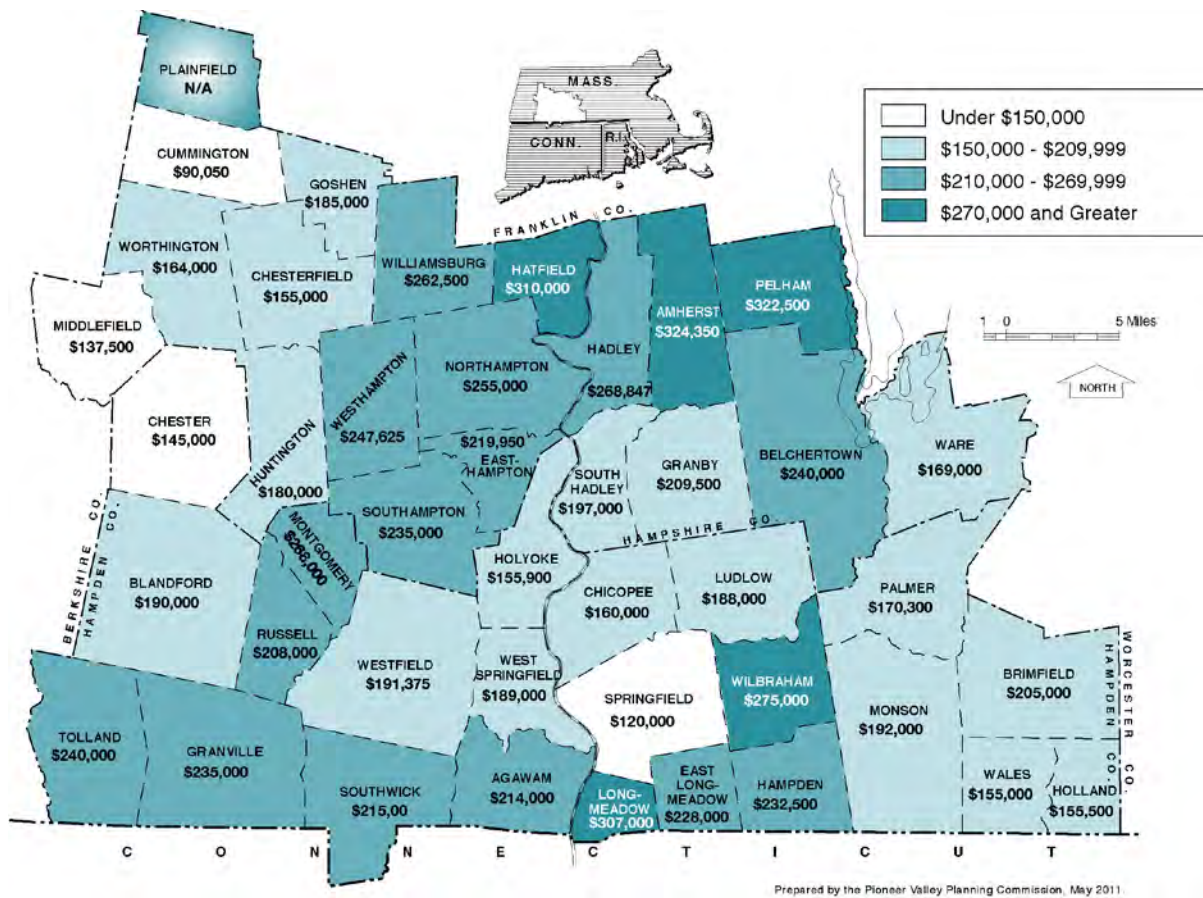 PLAINFIELD
N/A
CUMMINGTON
$90,050
GOSHEN
$185,000
WORTHINGTON
$164,000
CHESTERFIELD
$155,000
WILLIAMSBURG
$262,500
MIDDLEFIELD
$137,500
CHESTER
$145,000
HUNTINGTON
$180,000
WESTHAMPTON
$247,625
NORTHAMPTON
$255,000
HATFIELD
$310,000
HADLEY
$268,847
AMHERST
$324,350
PELHAM
$322,500
$219,950
EAST-
HAMPTON
SOUTHAMPTON
$235,000
SOUTH
HADLEY
$197,000
GRANBY
$209,500
BELCHERTOWN
$240,000
WARE
$169,000
BLANDFORD
$190,000
MONTGOMERY
RUSSELL
$208,000
HOLYOKE
$155,900
CHICOPEE
$160,000
LUDLOW
$188,000
PALMER
$170,300
WESTFIELD
$191,375
WEST
SPRINGFIELD
$189,000
SPRINGFIELD
$120,000
WILBRAHAM
$275,000
MONSON
$192,000
BRIMFIELD
$205,000
TOLLAND
$240,000
GRANVILLE
$235,000
SOUTHWICK
$215,00
AGAWAM
$214,000
LONG-
MEADOW
$307,000
EAST
LONG-
MEADOW
$228,000
HAMPDEN
$232,500
WALES
$155,000
HOLLAND
$155,500
FRANKLIN CO.
HAMPSHIRE CO.
BERKSHIRE CO.
HAMPDEN CO.
WORCESTER CO.
HAMPDEN CO.
CONNECTICUT
MASS.
CONN.
R.I.
Under $150,000
$150,000 - $209,999
$210,000 - $269,999
$270,000 and Greater
1 0 5 Miles
NORTH
Prepared by the Pioneer Valley Planning Commission, May 2011